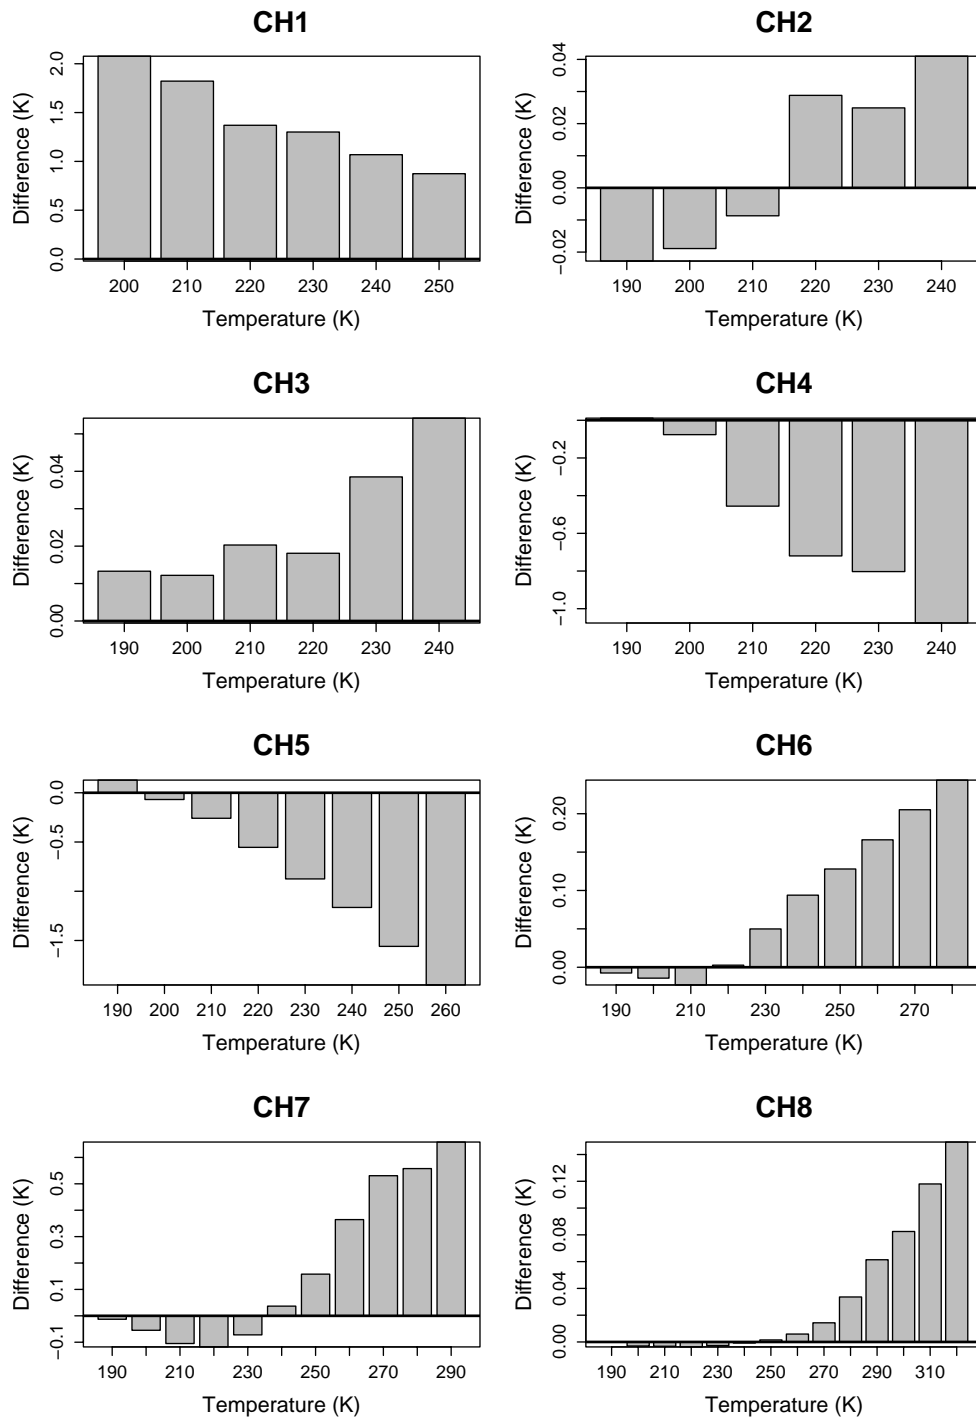 CH1
Difference (K)
2.0
1.5
1.0
0.5
0.0
200 210 220 230 240 250
Temperature (K)
CH2
Difference (K)
0.04
0.02
0.00
−0.02
190 200 210 220 230 240
Temperature (K)
CH3
Difference (K)
0.04
0.02
0.00
190 200 210 220 230 240
Temperature (K)
CH4
Difference (K)
−0.2
−0.6
−1.0
190 200 210 220 230 240
Temperature (K)
CH5
Difference (K)
0.0
−0.5
−1.5
190 200 210 220 230 240 250 260
Temperature (K)
CH6
Difference (K)
0.20
0.10
0.00
190 210 230 250 270
Temperature (K)
CH7
Difference (K)
0.5
0.3
0.1
−0.1
190 210 230 250 270 290
Temperature (K)
CH8
Difference (K)
0.12
0.08
0.04
0.00
190 210 230 250 270 290 310
Temperature (K)